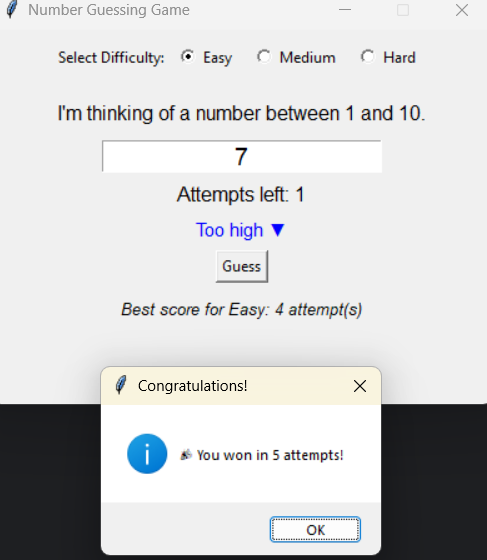 Number Guessing Game
Select Difficulty: Easy Medium Hard
I'm thinking of a number between 1 and 10.
7
Attempts left: 1
Too high ▼
Guess
Best score for Easy: 4 attempt(s)
Congratulations!
🎉 You won in 5 attempts!
OK